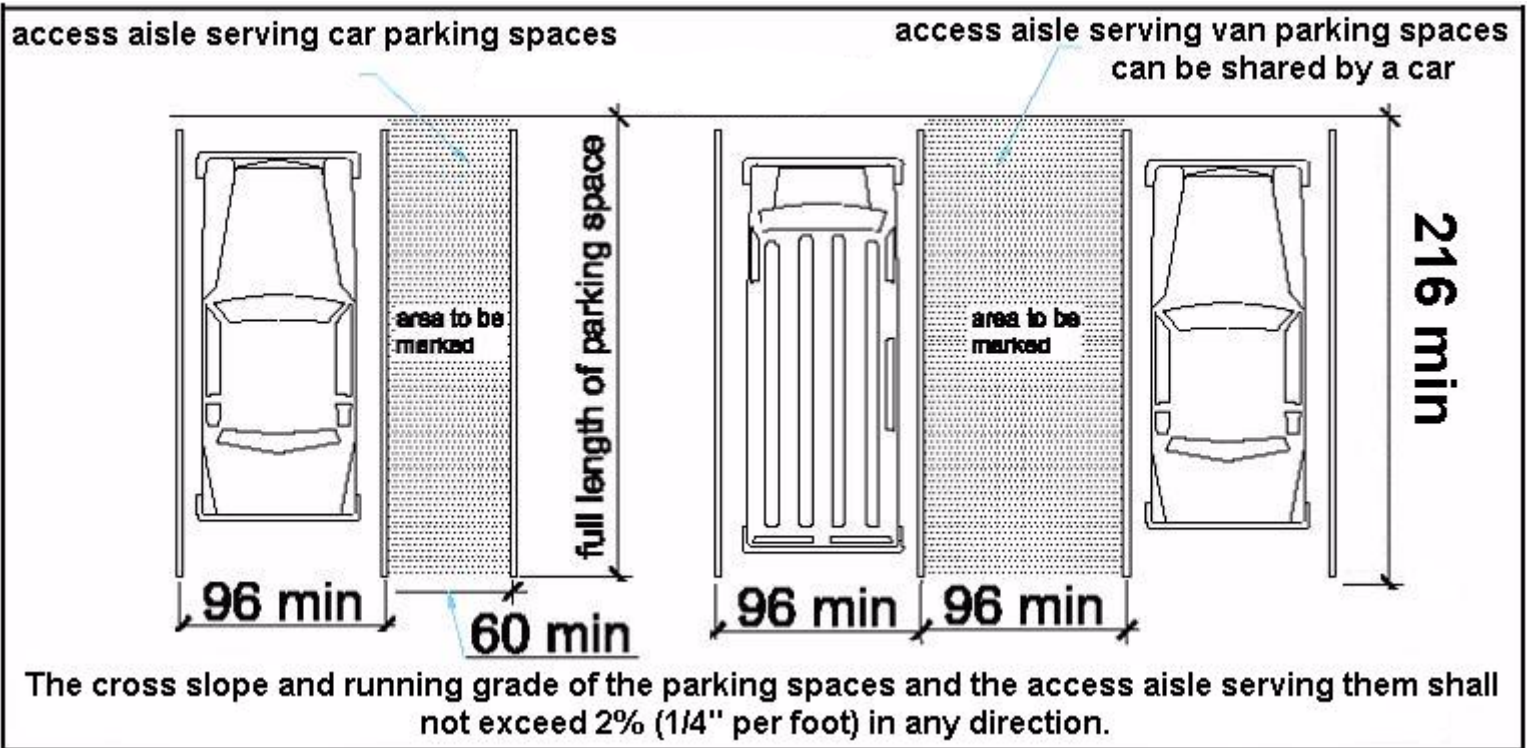 access aisle serving car parking spaces
access aisle serving van parking spaces
can be shared by a car
area to be
marked
full length of parking space
area to be
marked
216 min
96 min
60 min
96 min
96 min
The cross slope and running grade of the parking spaces and the access aisle serving them shall
not exceed 2% (1/4" per foot) in any direction.